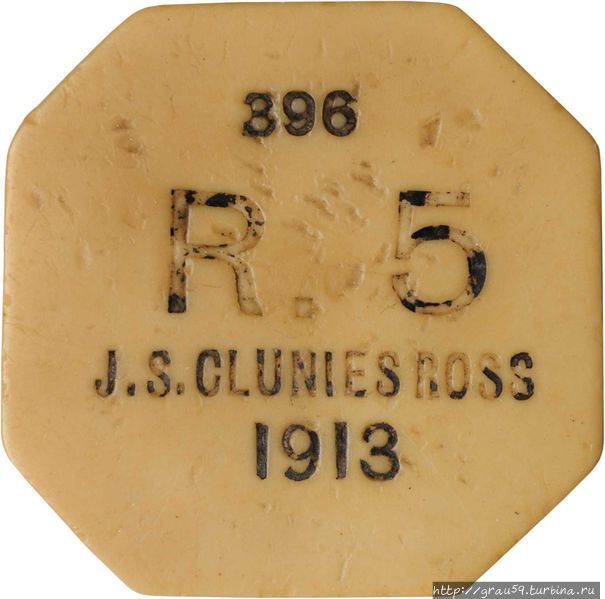 396
R. 5
J.S.CLUNIES ROSS
1913
http://grau59.turbina.ru/